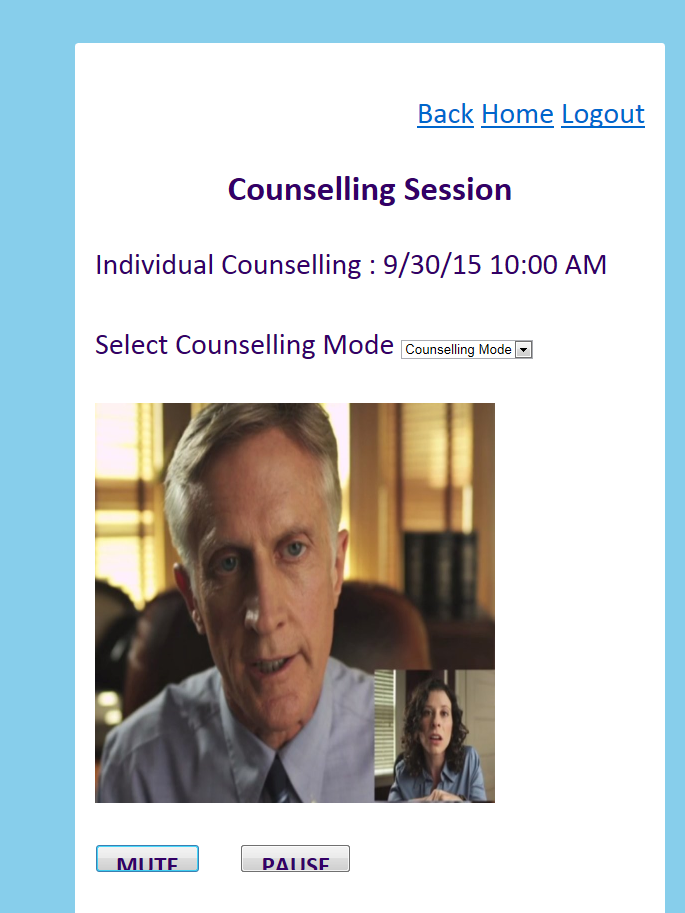 Back Home Logout
Counselling Session
Individual Counselling : 9/30/15 10:00 AM
Select Counselling Mode Counselling Mode
MUTE PAUSE